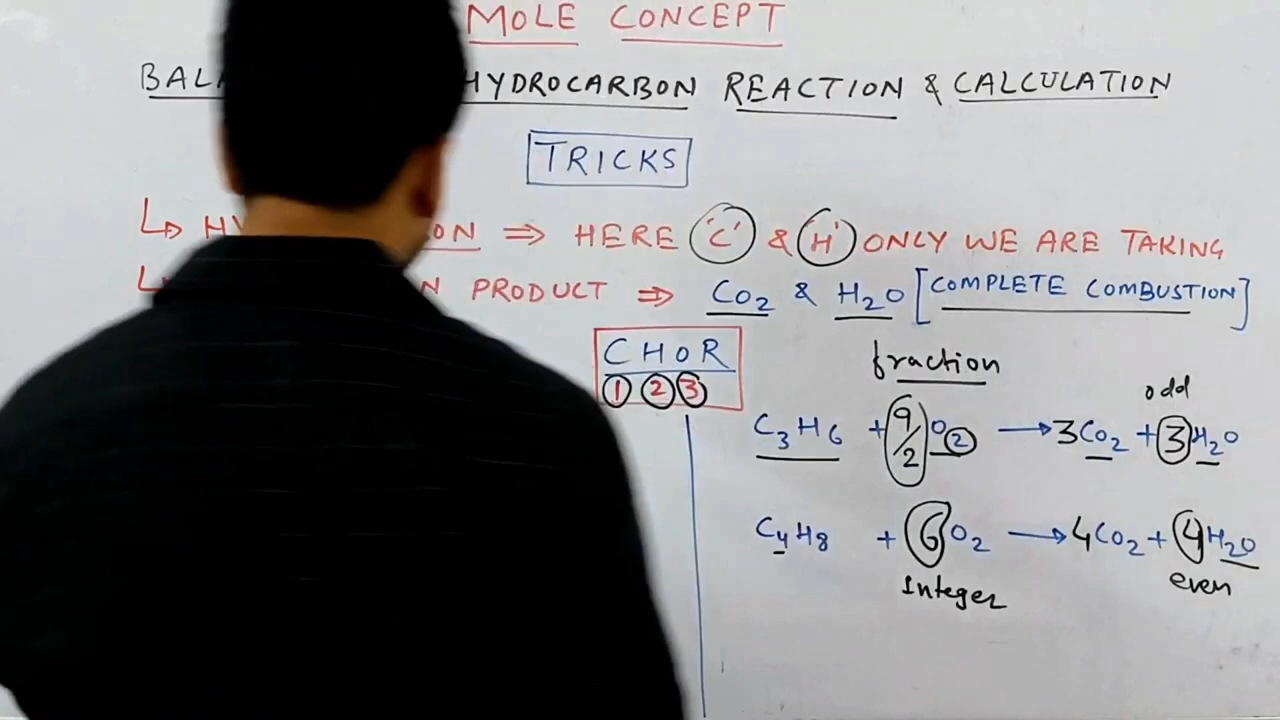 MOLE CONCEPT
BAL HYDROCARBON REACTION & CALCULATION
TRICKS
↳ HY ON ⇒ HERE 'C' & 'H' ONLY WE ARE TAKING
↳ N PRODUCT ⇒ CO₂ & H₂O [COMPLETE COMBUSTION]
CHOR
① ② ③
fraction
odd
C₃H₆ + 9/2 O₂ → 3CO₂ + 3H₂O
C₄H₈ + 6O₂ → 4CO₂ + 4H₂O
Integer even